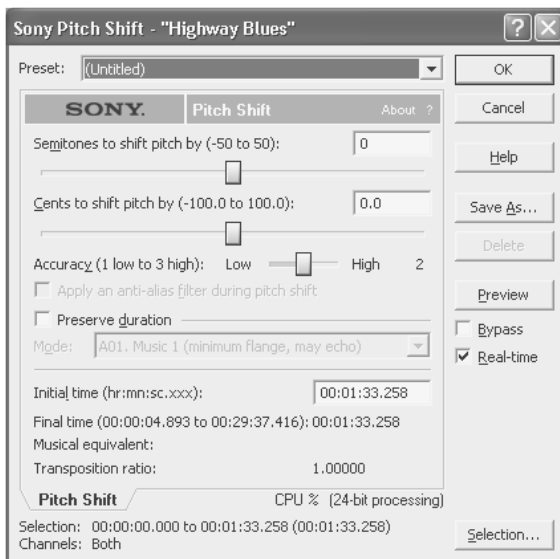 Sony Pitch Shift - "Highway Blues"
Preset: (Untitled)
OK
SONY. Pitch Shift About ?
Cancel
Semitones to shift pitch by (-50 to 50): 0
Help
Cents to shift pitch by (-100.0 to 100.0): 0.0
Save As...
Delete
Accuracy (1 low to 3 high): Low High 2
Apply an anti-alias filter during pitch shift
Preview
Preserve duration
Bypass
Mode: A01. Music 1 (minimum flange, may echo)
Real-time
Initial time (hr:mn:sc.xxx): 00:01:33.258
Final time (00:00:04.893 to 00:29:37.416): 00:01:33.258
Musical equivalent:
Transposition ratio: 1.00000
Pitch Shift CPU % (24-bit processing)
Selection: 00:00:00.000 to 00:01:33.258 (00:01:33.258)
Channels: Both
Selection...